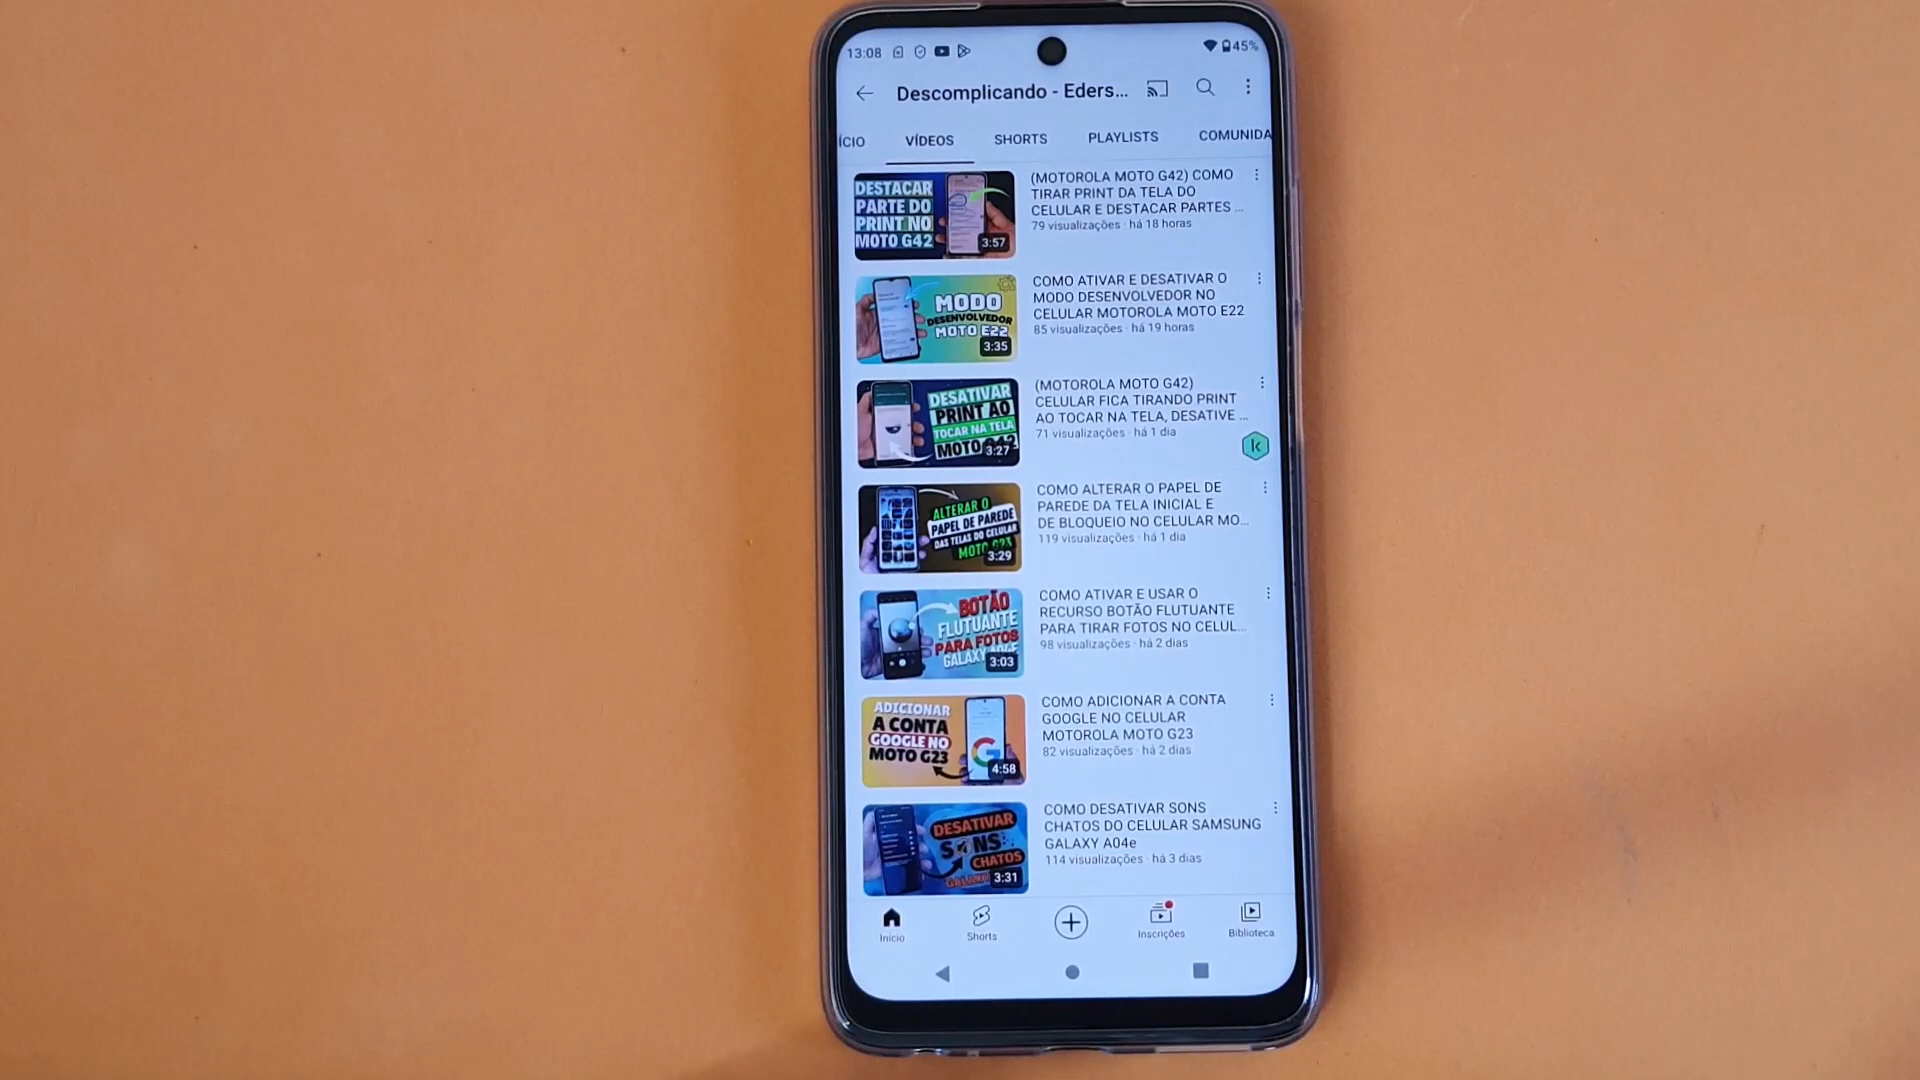 13:08
45%
Descomplicando - Eders...
ÍCIO
VÍDEOS
SHORTS
PLAYLISTS
COMUNIDA
DESTACAR
PARTE DO
PRINT NO
MOTO G42
3:57
(MOTOROLA MOTO G42) COMO
TIRAR PRINT DA TELA DO
CELULAR E DESTACAR PARTES ...
79 visualizações · há 18 horas
MODO
DESENVOLVEDOR
MOTO E22
3:35
COMO ATIVAR E DESATIVAR O
MODO DESENVOLVEDOR NO
CELULAR MOTOROLA MOTO E22
85 visualizações · há 19 horas
DESATIVAR
PRINT AO
TOCAR NA TELA
MOTO G42
3:27
(MOTOROLA MOTO G42)
CELULAR FICA TIRANDO PRINT
AO TOCAR NA TELA, DESATIVE ...
71 visualizações · há 1 dia
k
ALTERAR O
PAPEL DE PAREDE
DAS TELAS DO CELULAR
MOTO G23
3:29
COMO ALTERAR O PAPEL DE
PAREDE DA TELA INICIAL E
DE BLOQUEIO NO CELULAR MO...
119 visualizações · há 1 dia
BOTÃO
FLUTUANTE
PARA FOTOS
GALAXY
3:03
COMO ATIVAR E USAR O
RECURSO BOTÃO FLUTUANTE
PARA TIRAR FOTOS NO CELUL...
98 visualizações · há 2 dias
ADICIONAR
A CONTA
GOOGLE NO
MOTO G23
4:58
COMO ADICIONAR A CONTA
GOOGLE NO CELULAR
MOTOROLA MOTO G23
82 visualizações · há 2 dias
DESATIVAR
SONS
CHATOS
3:31
COMO DESATIVAR SONS
CHATOS DO CELULAR SAMSUNG
GALAXY A04e
114 visualizações · há 3 dias
Início
Shorts
Inscrições
Biblioteca